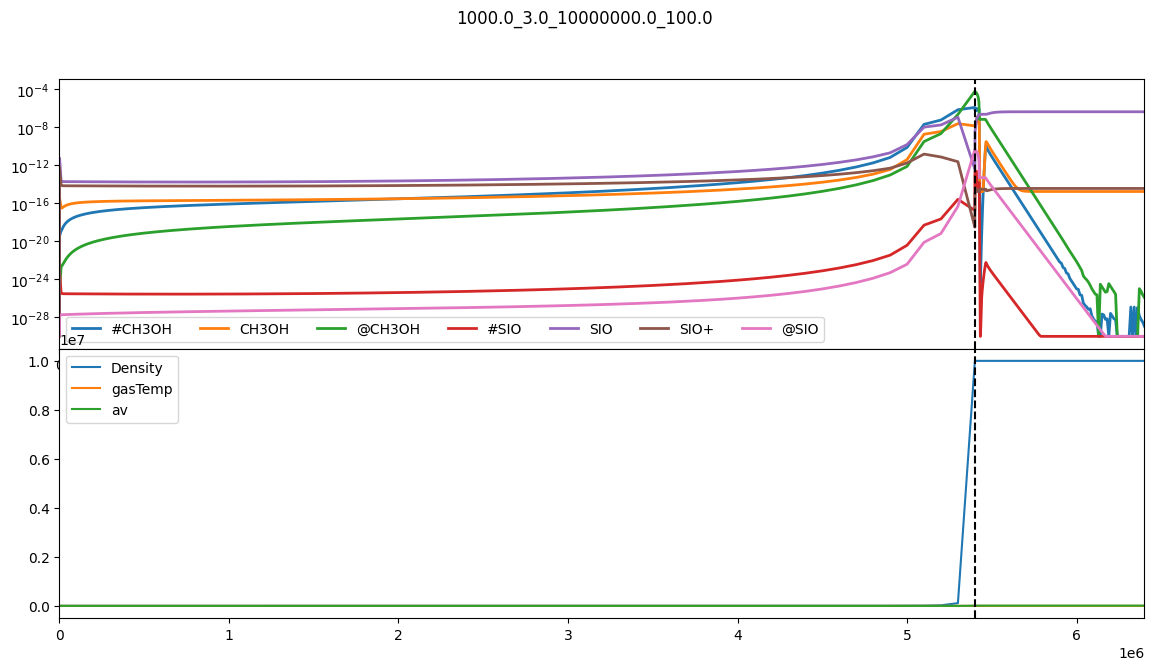 1000.0_3.0_10000000.0_100.0
10⁻⁴
10⁻⁸
10⁻¹²
10⁻¹⁶
10⁻²⁰
10⁻²⁴
10⁻²⁸
#CH3OH CH3OH @CH3OH #SIO SIO SIO+ @SIO
1e7
1.0
0.8
0.6
0.4
0.2
0.0
Density
gasTemp
av
0 1 2 3 4 5 6
1e6